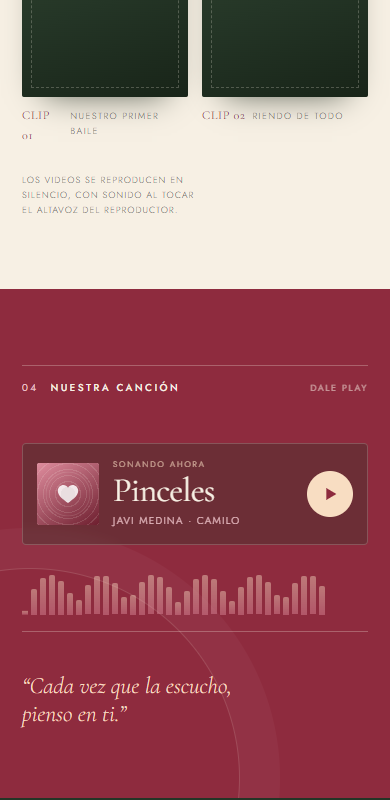 CLIP 01
NUESTRO PRIMER BAILE
CLIP 02 RIENDO DE TODO
LOS VIDEOS SE REPRODUCEN EN
SILENCIO, CON SONIDO AL TOCAR
EL ALTAVOZ DEL REPRODUCTOR.
04 NUESTRA CANCIÓN
DALE PLAY
SONANDO AHORA
Pinceles
JAVI MEDINA · CAMILO
“Cada vez que la escucho,
pienso en ti.”